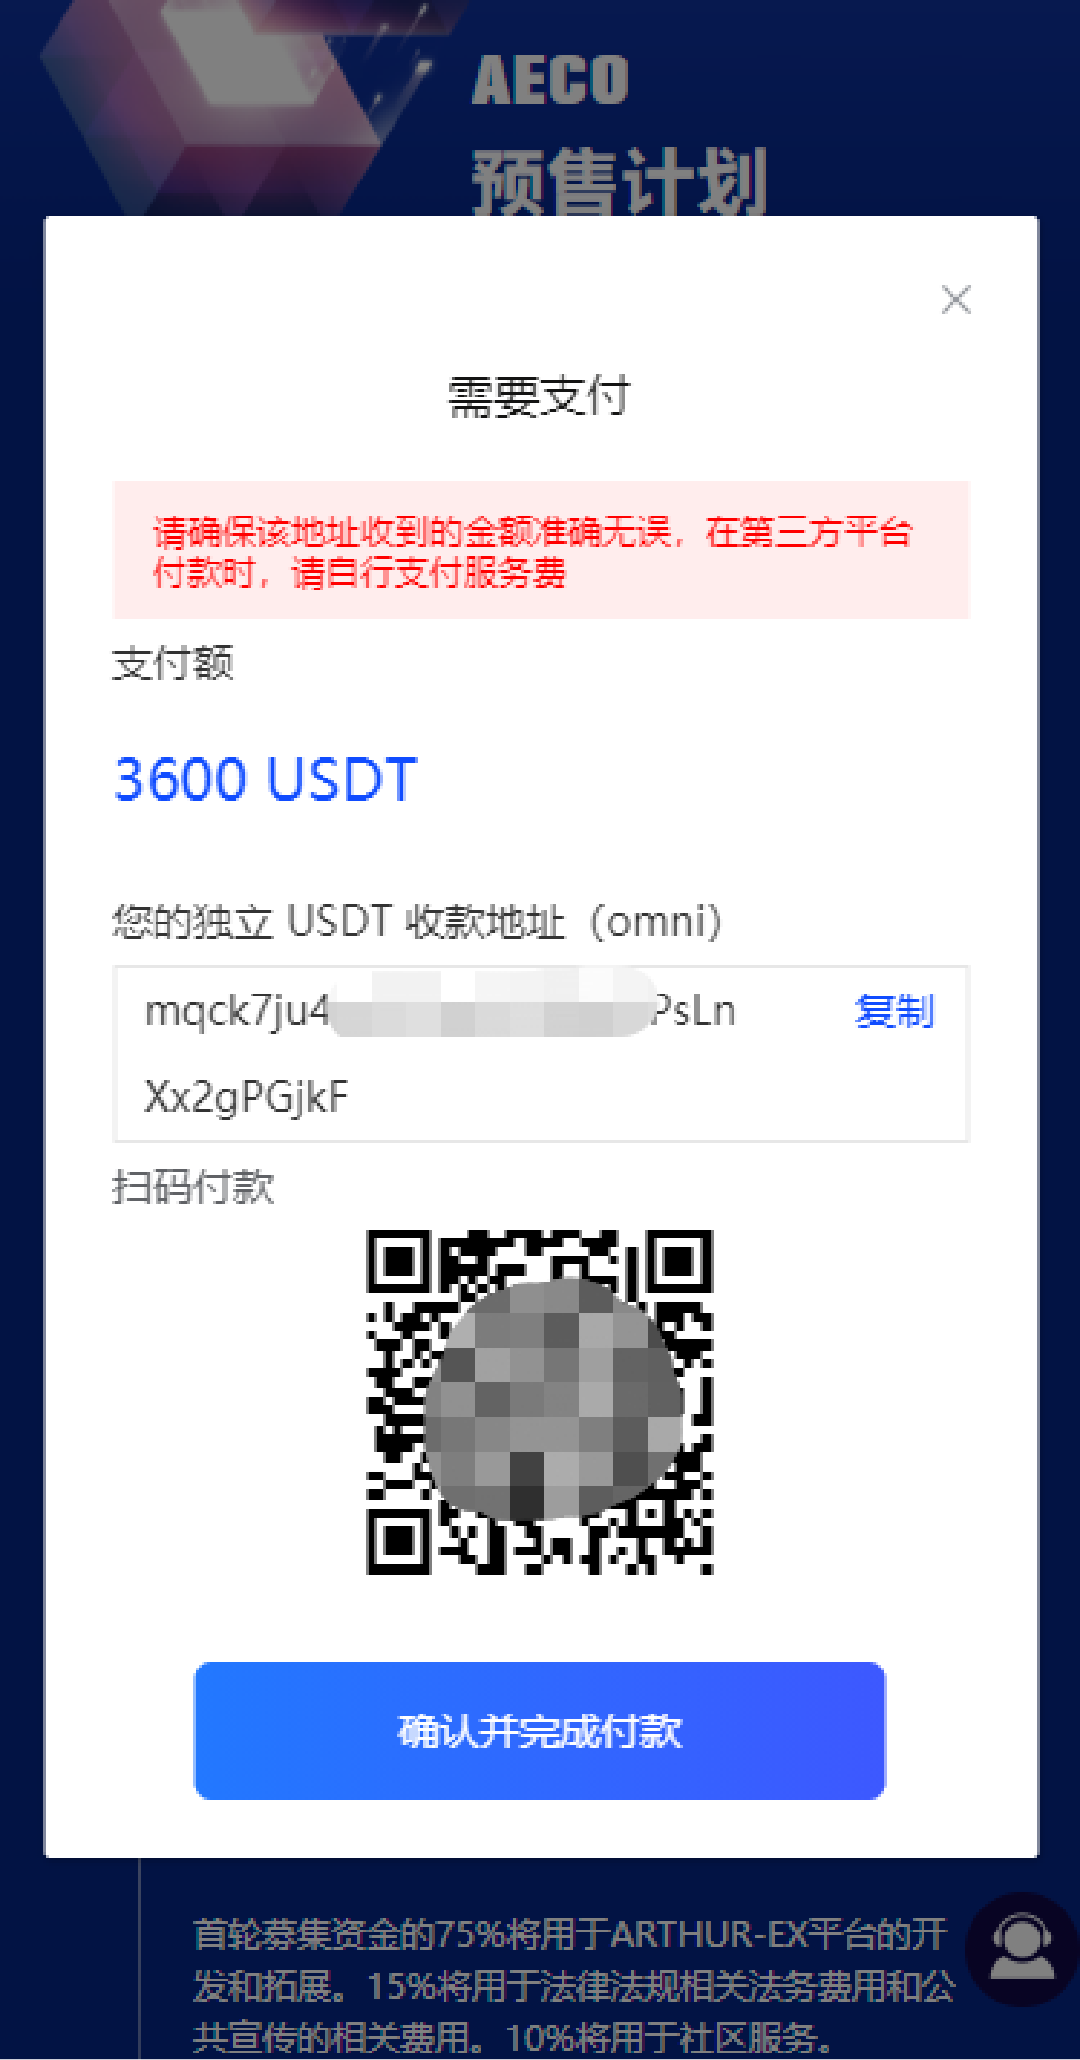 AECO
预售计划
需要支付
请确保该地址收到的金额准确无误，在第三方平台
付款时，请自行支付服务费
支付额
3600 USDT
您的独立 USDT 收款地址（omni）
mqck7ju4 PsLn
复制
Xx2gPGjkF
扫码付款
确认并完成付款
首轮募集资金的75%将用于ARTHUR-EX平台的开
发和拓展。15%将用于法律法规相关法务费用和公
共宣传的相关费用。10%将用于社区服务。